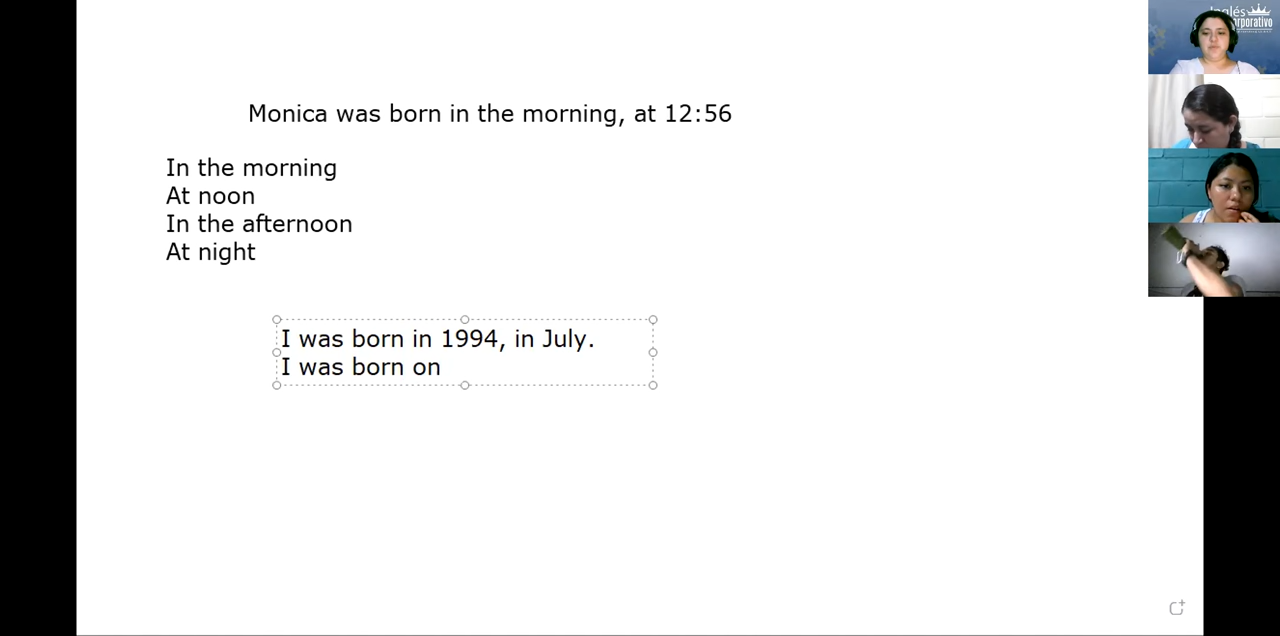 Monica was born in the morning, at 12:56
In the morning
At noon
In the afternoon
At night
I was born in 1994, in July.
I was born on